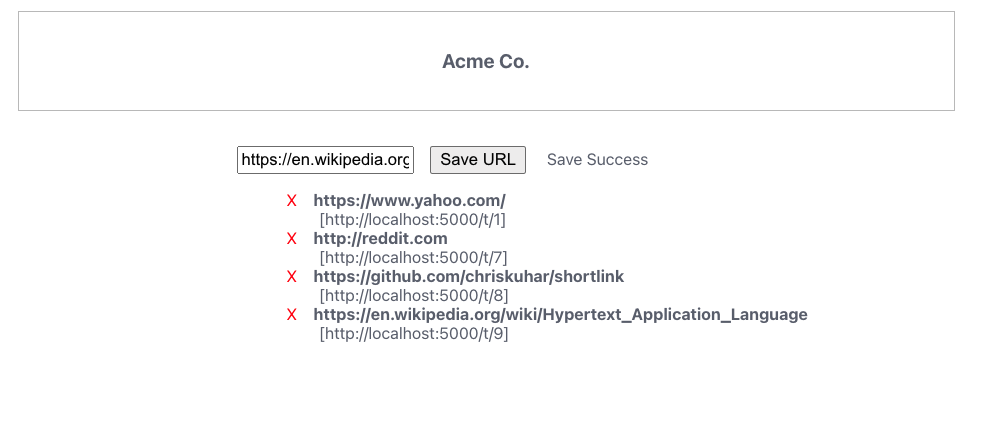 Acme Co.
https://en.wikipedia.org Save URL Save Success
X https://www.yahoo.com/
[http://localhost:5000/t/1]
X http://reddit.com
[http://localhost:5000/t/7]
X https://github.com/chriskuhar/shortlink
[http://localhost:5000/t/8]
X https://en.wikipedia.org/wiki/Hypertext_Application_Language
[http://localhost:5000/t/9]